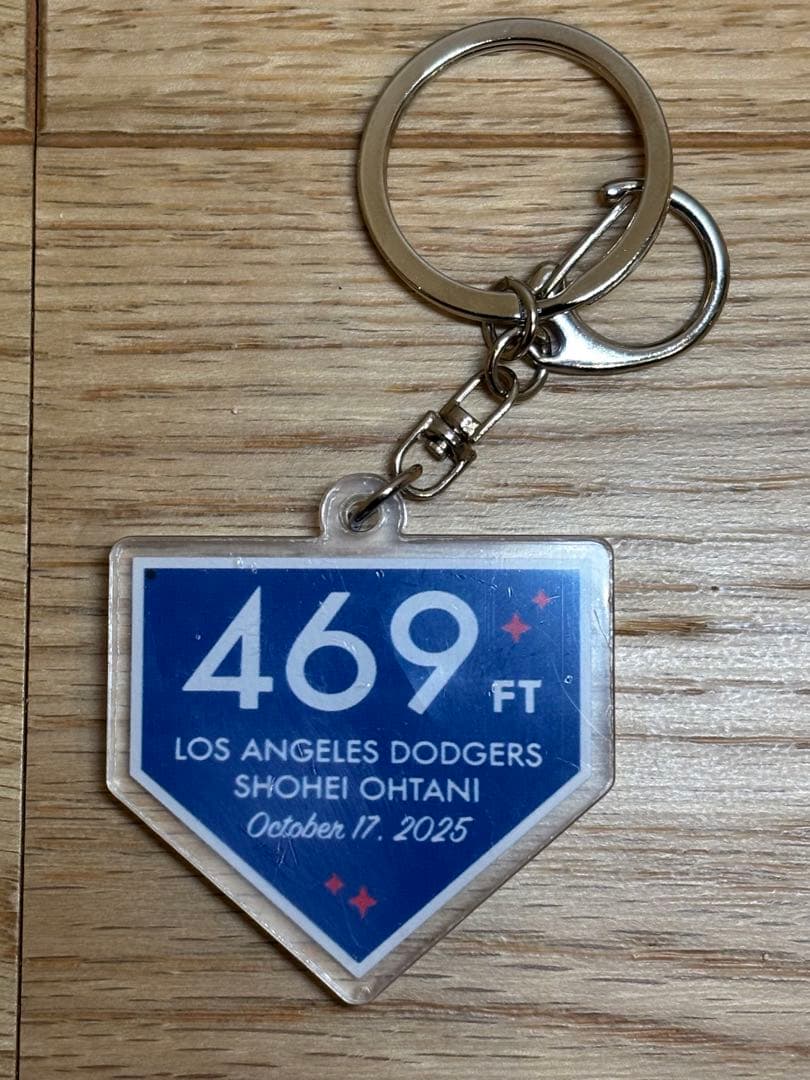 469 FT
LOS ANGELES DODGERS
SHOHEI OHTANI
October 17. 2025